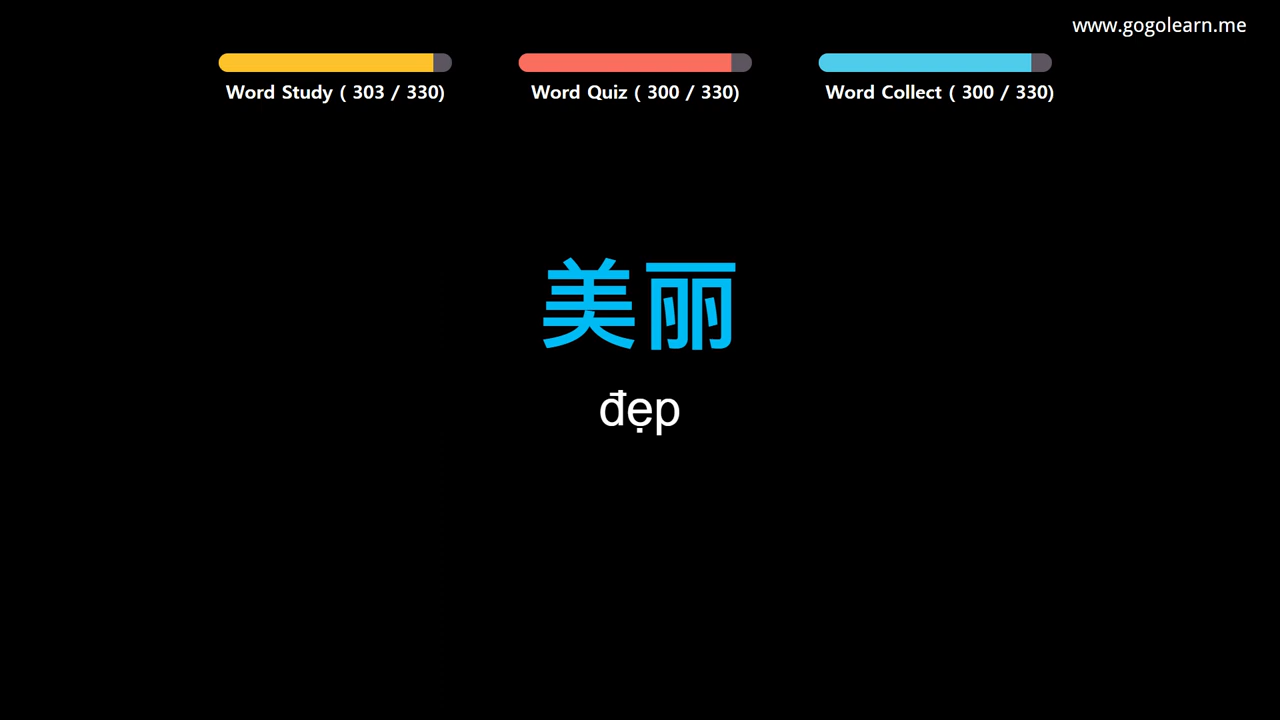 www.gogolearn.me
Word Study ( 303 / 330)
Word Quiz ( 300 / 330)
Word Collect ( 300 / 330)
美丽
đẹp